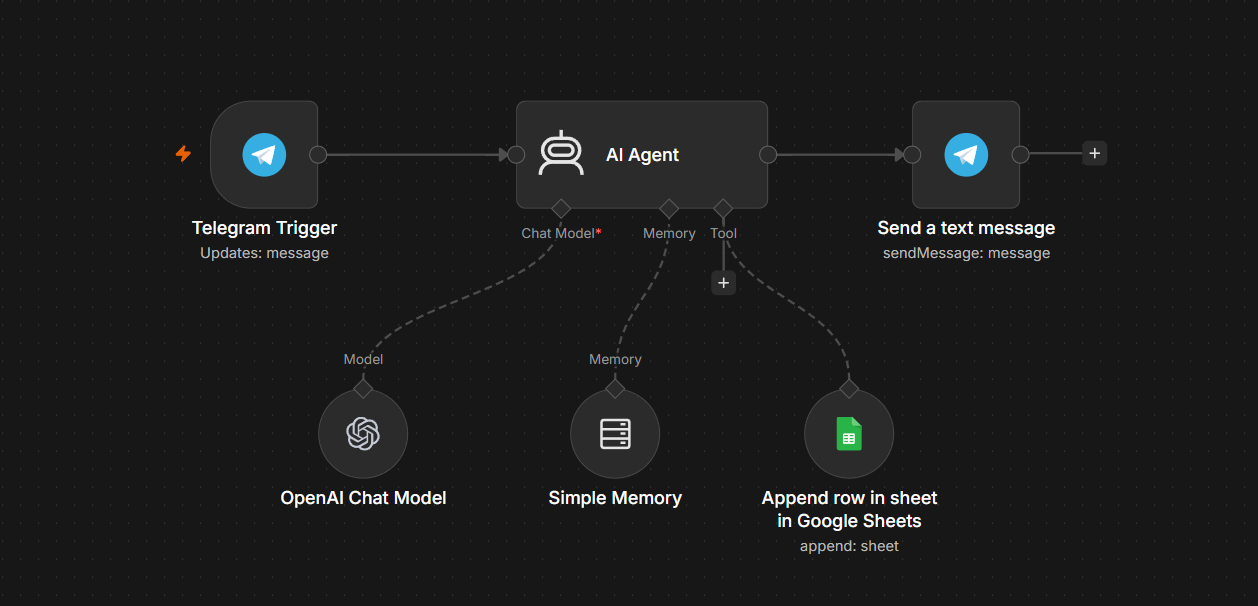 AI Agent
Telegram Trigger
Updates: message
Chat Model*
Memory
Tool
Send a text message
sendMessage: message
Model
Memory
OpenAI Chat Model
Simple Memory
Append row in sheet
in Google Sheets
append: sheet